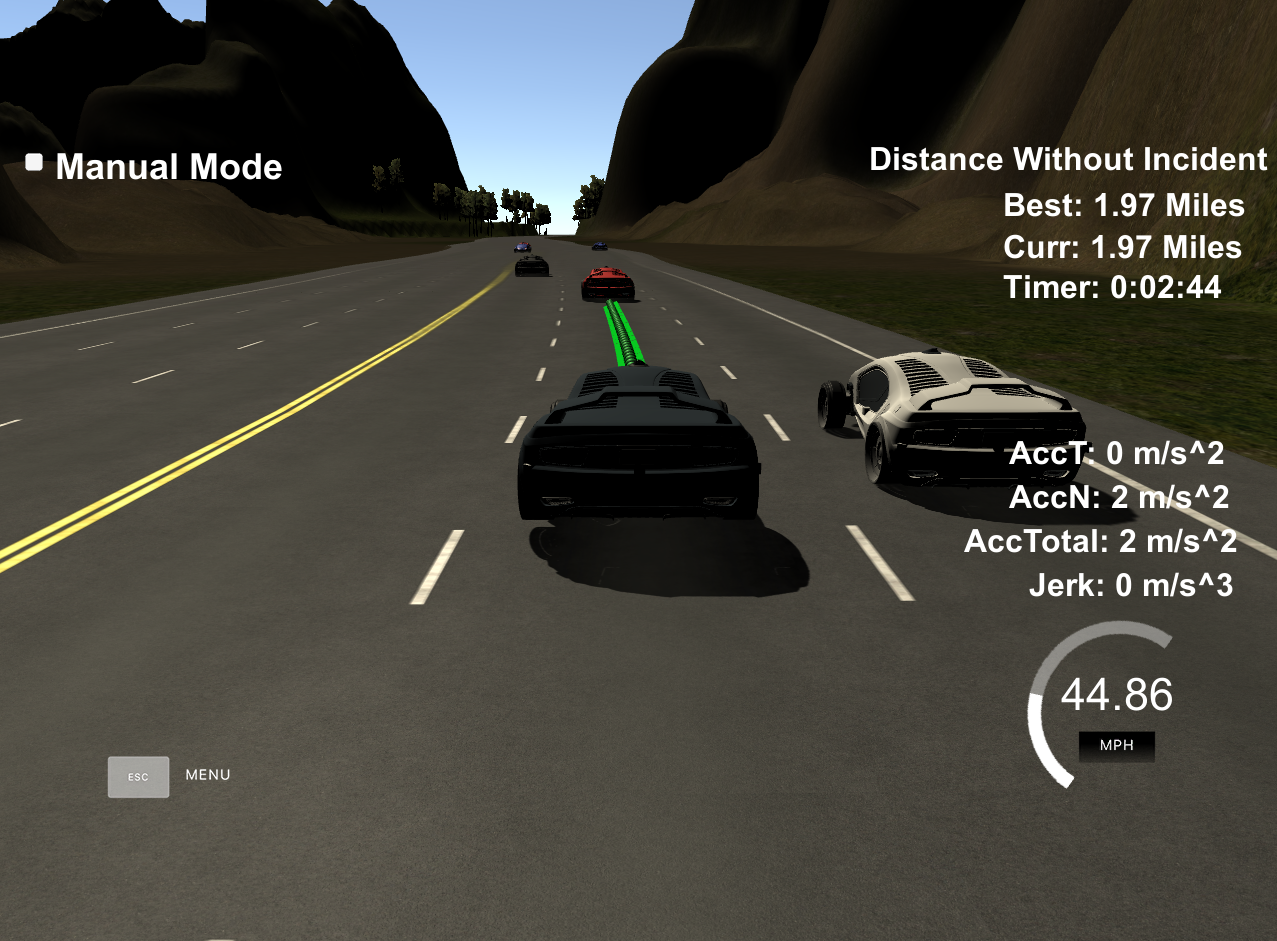 Manual Mode
Distance Without Incident
Best: 1.97 Miles
Curr: 1.97 Miles
Timer: 0:02:44
AccT: 0 m/s^2
AccN: 2 m/s^2
AccTotal: 2 m/s^2
Jerk: 0 m/s^3
44.86
MPH
ESC MENU